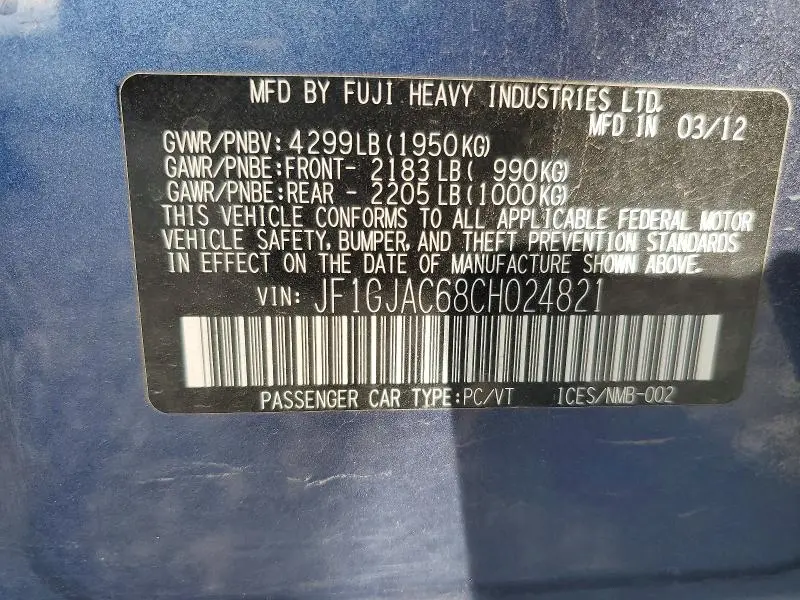 MFD BY FUJI HEAVY INDUSTRIES LTD.
MFD IN 03/12
GVWR/PNBV: 4299LB(1950KG)
GAWR/PNBE:FRONT- 2183LB( 990KG)
GAWR/PNBE:REAR - 2205LB(1000KG)
THIS VEHICLE CONFORMS TO ALL APPLICABLE FEDERAL MOTOR
VEHICLE SAFETY, BUMPER, AND THEFT PREVENTION STANDARDS
IN EFFECT ON THE DATE OF MANUFACTURE SHOWN ABOVE.
VIN: JF1GJAC68CH024821
PASSENGER CAR TYPE:PC/VT ICES/NMB-002